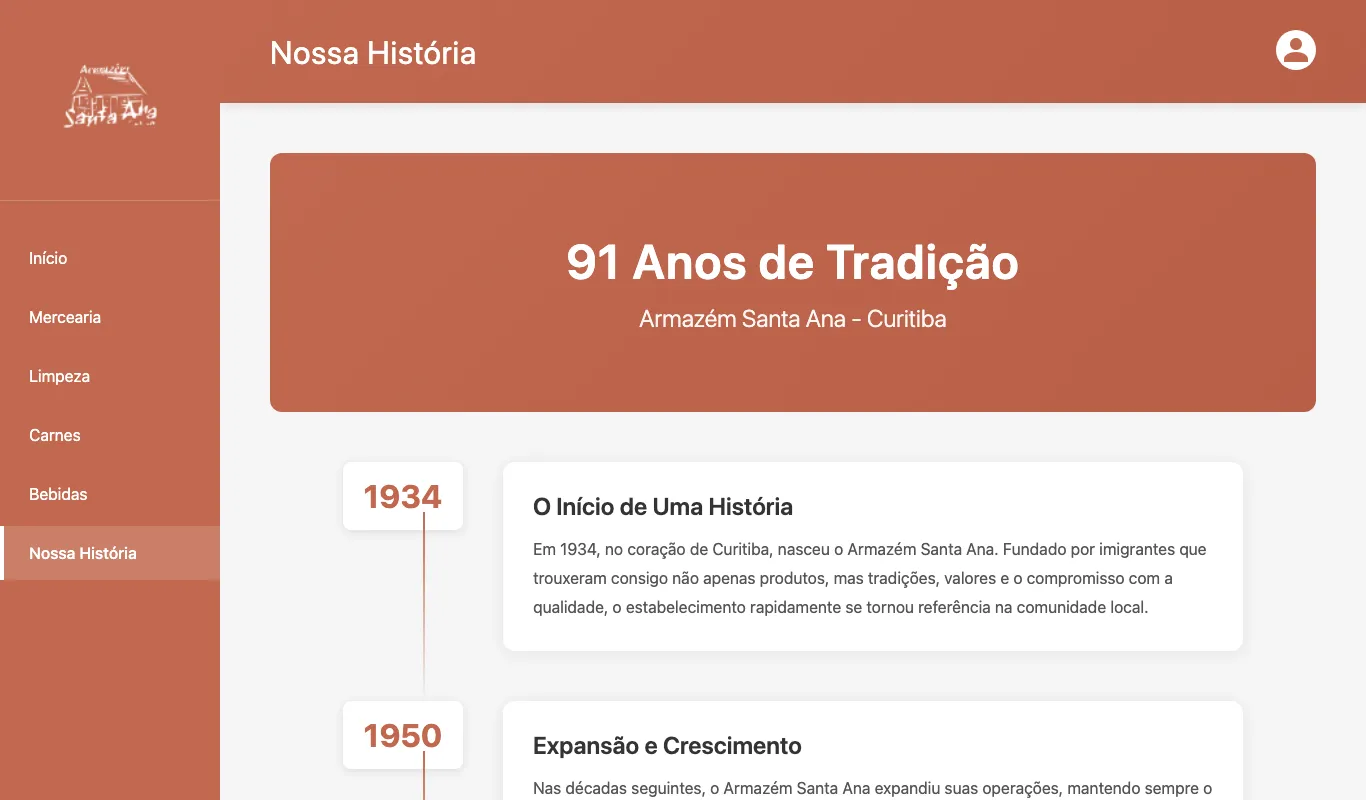 Nossa História
Armazém
Santa Ana
Início
Mercearia
Limpeza
Carnes
Bebidas
Nossa História
91 Anos de Tradição
Armazém Santa Ana - Curitiba
1934
O Início de Uma História
Em 1934, no coração de Curitiba, nasceu o Armazém Santa Ana. Fundado por imigrantes que
trouxeram consigo não apenas produtos, mas tradições, valores e o compromisso com a
qualidade, o estabelecimento rapidamente se tornou referência na comunidade local.
1950
Expansão e Crescimento
Nas décadas seguintes, o Armazém Santa Ana expandiu suas operações, mantendo sempre o